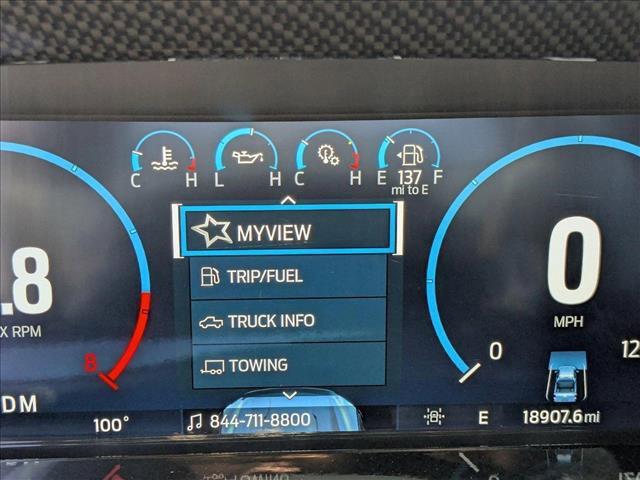 C H L H C H E 137 F
mi to E
MYVIEW
TRIP/FUEL
TRUCK INFO
TOWING
.8
X RPM
8
DM
100°
844-711-8800
0
MPH
0
12
E
18907.6 mi